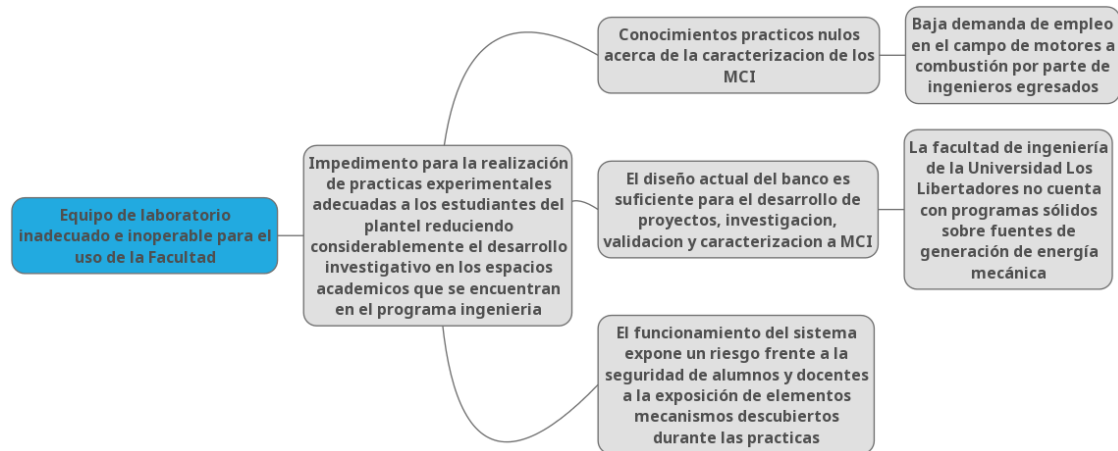 Equipo de laboratorio
inadecuado e inoperable para el
uso de la Facultad
Impedimento para la realización
de practicas experimentales
adecuadas a los estudiantes del
plantel reduciendo
considerablemente el desarrollo
investigativo en los espacios
academicos que se encuentran
en el programa ingenieria
Conocimientos practicos nulos
acerca de la caracterizacion de los
MCI
Baja demanda de empleo
en el campo de motores a
combustión por parte de
ingenieros egresados
El diseño actual del banco es
suficiente para el desarrollo de
proyectos, investigacion,
validacion y caracterizacion a MCI
La facultad de ingeniería
de la Universidad Los
Libertadores no cuenta
con programas sólidos
sobre fuentes de
generación de energía
mecánica
El funcionamiento del sistema
expone un riesgo frente a la
seguridad de alumnos y docentes
a la exposición de elementos
mecanismos descubiertos
durante las practicas